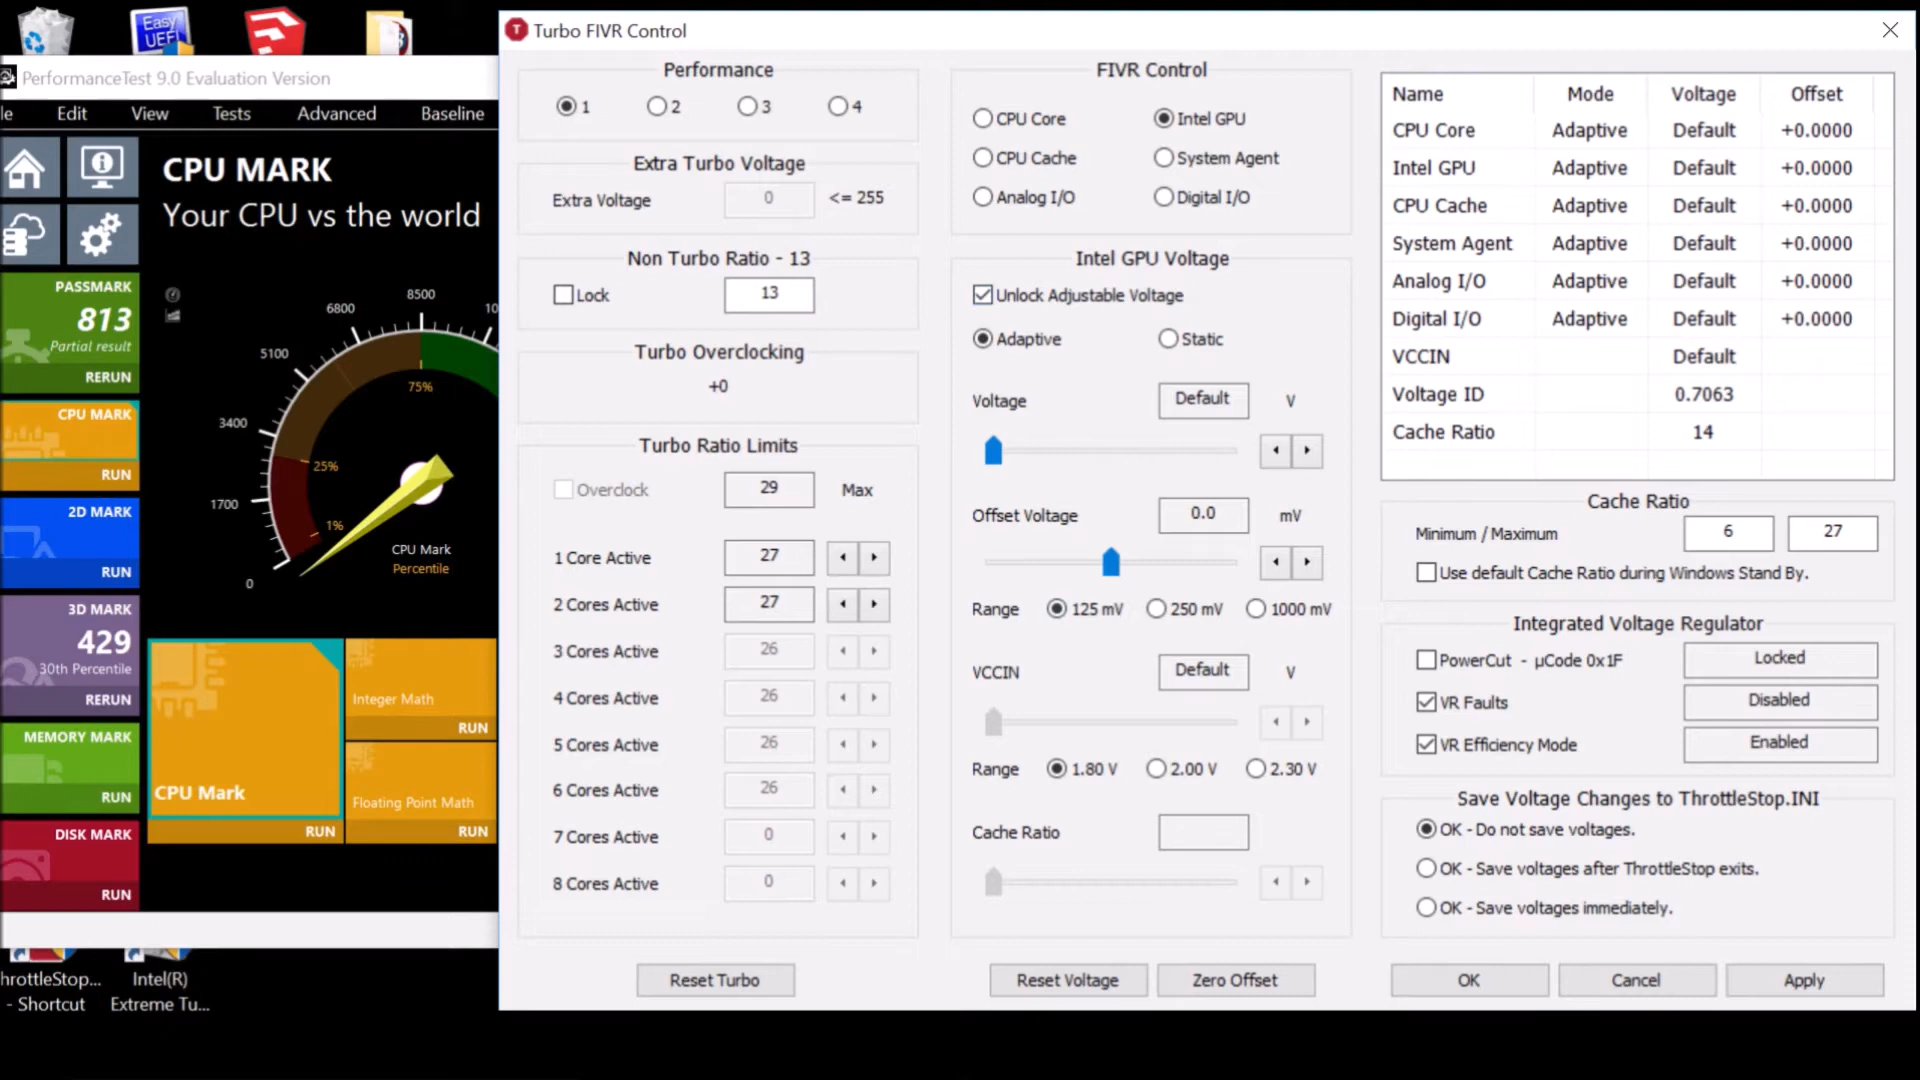 Easy
UEFI
PerformanceTest 9.0 Evaluation Version
le Edit View Tests Advanced Baseline
CPU MARK
Your CPU vs the world
PASSMARK
813
Partial result
RERUN
CPU MARK
RUN
2D MARK
RUN
3D MARK
429
30th Percentile
RERUN
MEMORY MARK
RUN
DISK MARK
RUN
0
1700
3400
5100
6800
8500
10
1%
25%
75%
CPU Mark
Percentile
CPU Mark
RUN
Integer Math
RUN
Floating Point Math
RUN
hrottleStop...
- Shortcut
Intel(R)
Extreme Tu...
T Turbo FIVR Control
Performance
1 2 3 4
Extra Turbo Voltage
Extra Voltage 0 <= 255
Non Turbo Ratio - 13
Lock 13
Turbo Overclocking
+0
Turbo Ratio Limits
Overclock 29 Max
1 Core Active 27
2 Cores Active 27
3 Cores Active 26
4 Cores Active 26
5 Cores Active 26
6 Cores Active 26
7 Cores Active 0
8 Cores Active 0
Reset Turbo
FIVR Control
CPU Core Intel GPU
CPU Cache System Agent
Analog I/O Digital I/O
Intel GPU Voltage
Unlock Adjustable Voltage
Adaptive Static
Voltage Default V
Offset Voltage 0.0 mV
Range 125 mV 250 mV 1000 mV
VCCIN Default V
Range 1.80 V 2.00 V 2.30 V
Cache Ratio
Reset Voltage Zero Offset
Name Mode Voltage Offset
CPU Core Adaptive Default +0.0000
Intel GPU Adaptive Default +0.0000
CPU Cache Adaptive Default +0.0000
System Agent Adaptive Default +0.0000
Analog I/O Adaptive Default +0.0000
Digital I/O Adaptive Default +0.0000
VCCIN Default
Voltage ID 0.7063
Cache Ratio 14
Cache Ratio
Minimum / Maximum 6 27
Use default Cache Ratio during Windows Stand By.
Integrated Voltage Regulator
PowerCut - µCode 0x1F Locked
VR Faults Disabled
VR Efficiency Mode Enabled
Save Voltage Changes to ThrottleStop.INI
OK - Do not save voltages.
OK - Save voltages after ThrottleStop exits.
OK - Save voltages immediately.
OK Cancel Apply